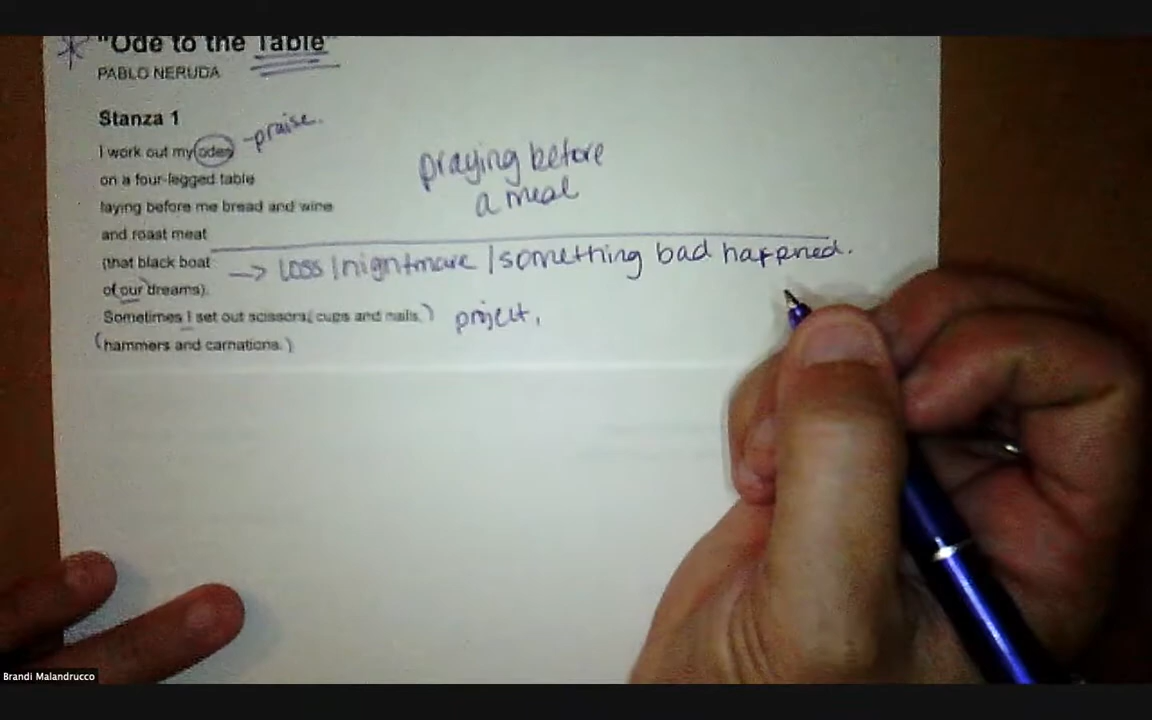 "Ode to the Table"
PABLO NERUDA
Stanza 1
I work out my odes -praise.
on a four-legged table
laying before me bread and wine
and roast meat
praying before
a meal
(that black boat → loss/nightmare/something bad happened.
of our dreams).
Sometimes I set out scissors, cups and nails, project,
hammers and carnations.
Brandi Malandrucco